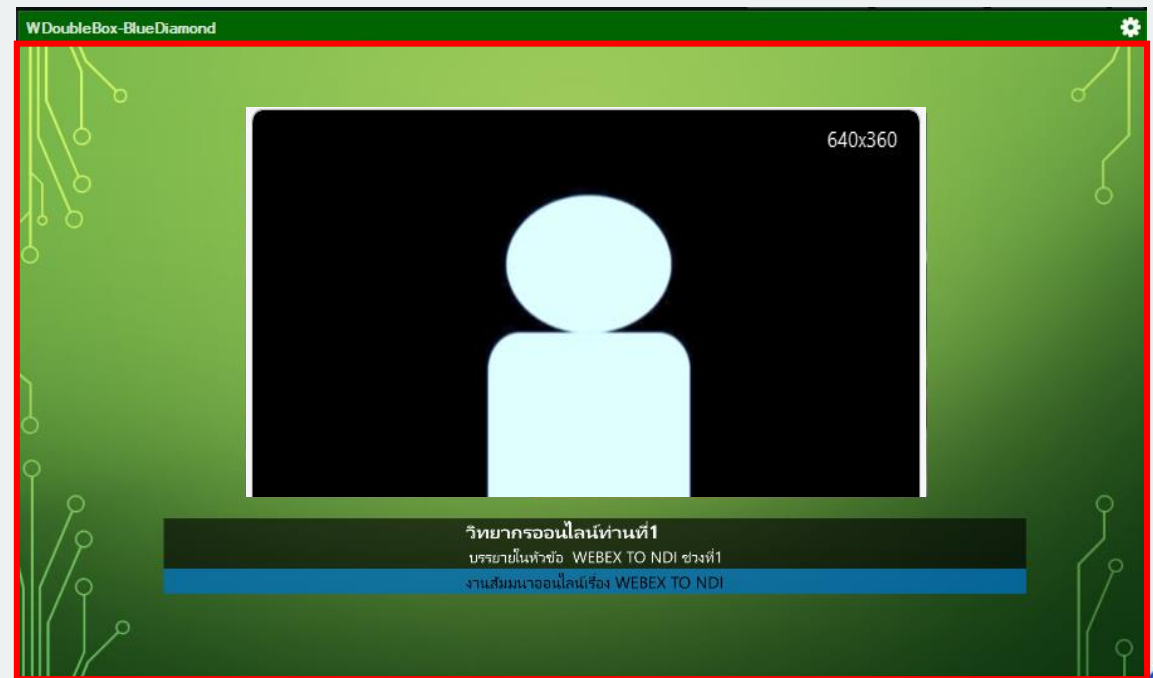 WDoubleBox-BlueDiamond
640x360
วิทยากรออนไลน์ท่านที่1
บรรยายในหัวข้อ WEBEX TO NDI ช่วงที่1
งานสัมมนาออนไลน์เรื่อง WEBEX TO NDI